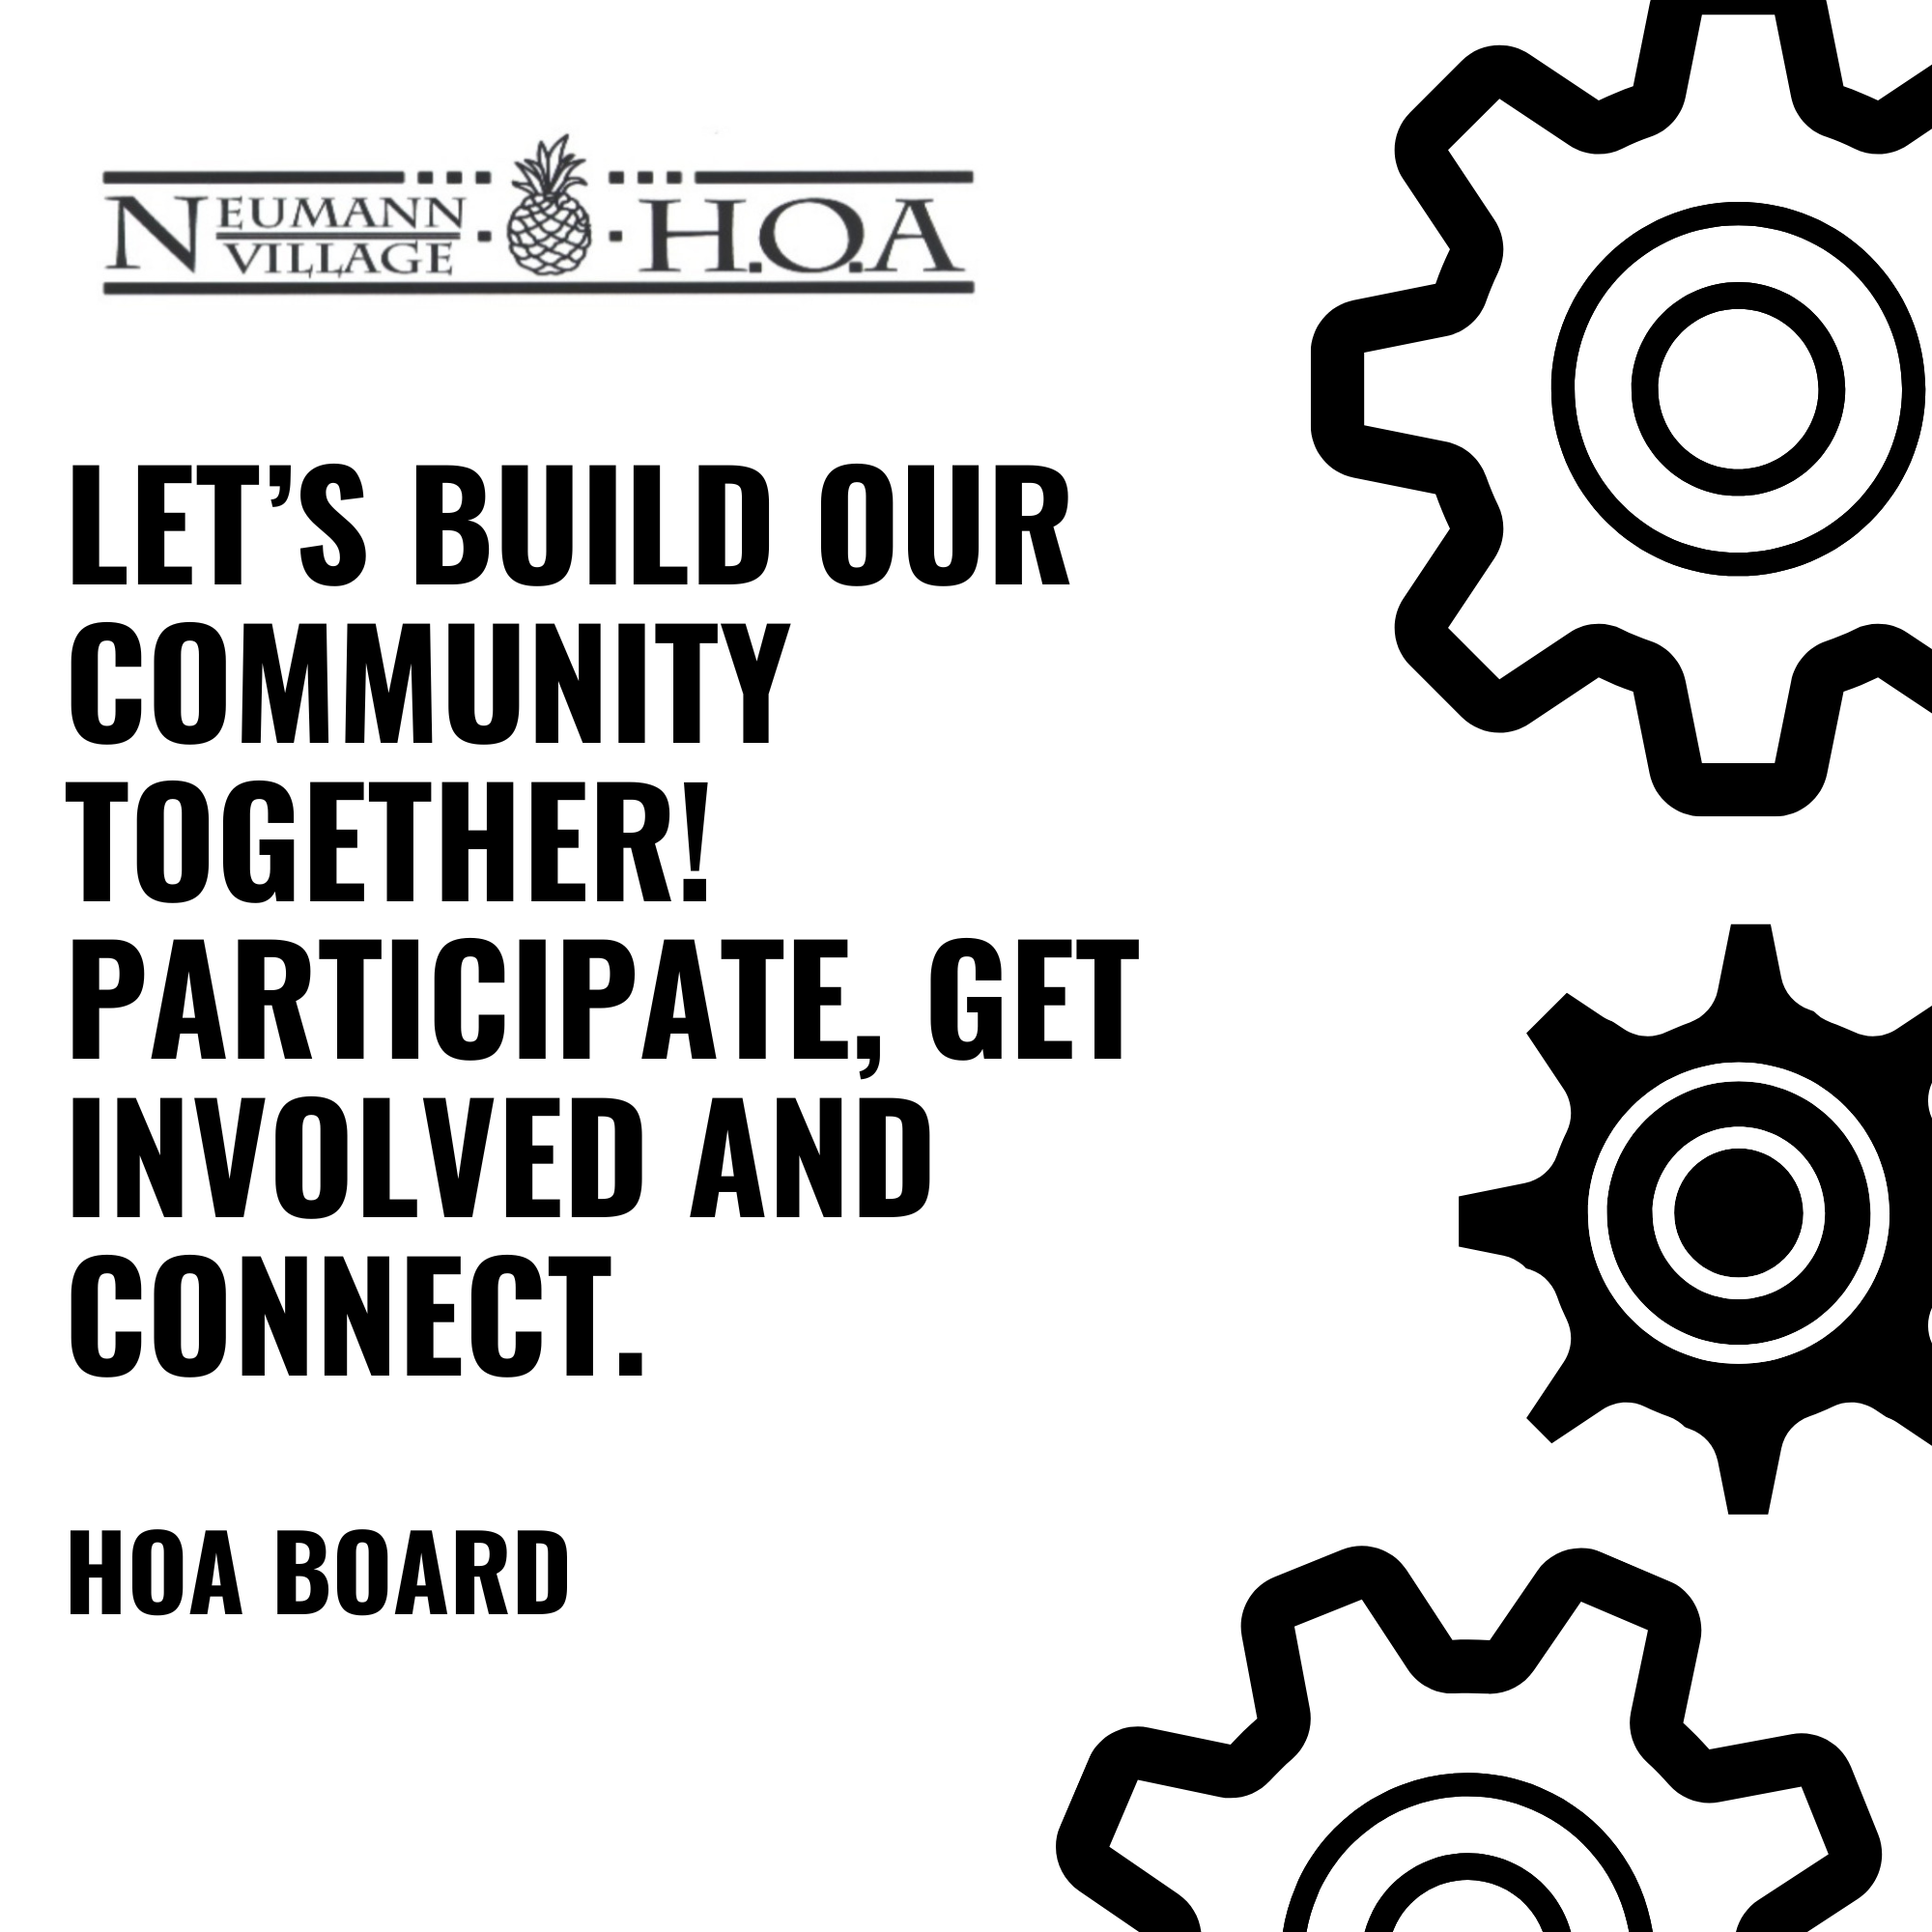 NEUMANN VILLAGE H.O.A
LET’S BUILD OUR
COMMUNITY
TOGETHER!
PARTICIPATE, GET
INVOLVED AND
CONNECT.
HOA BOARD